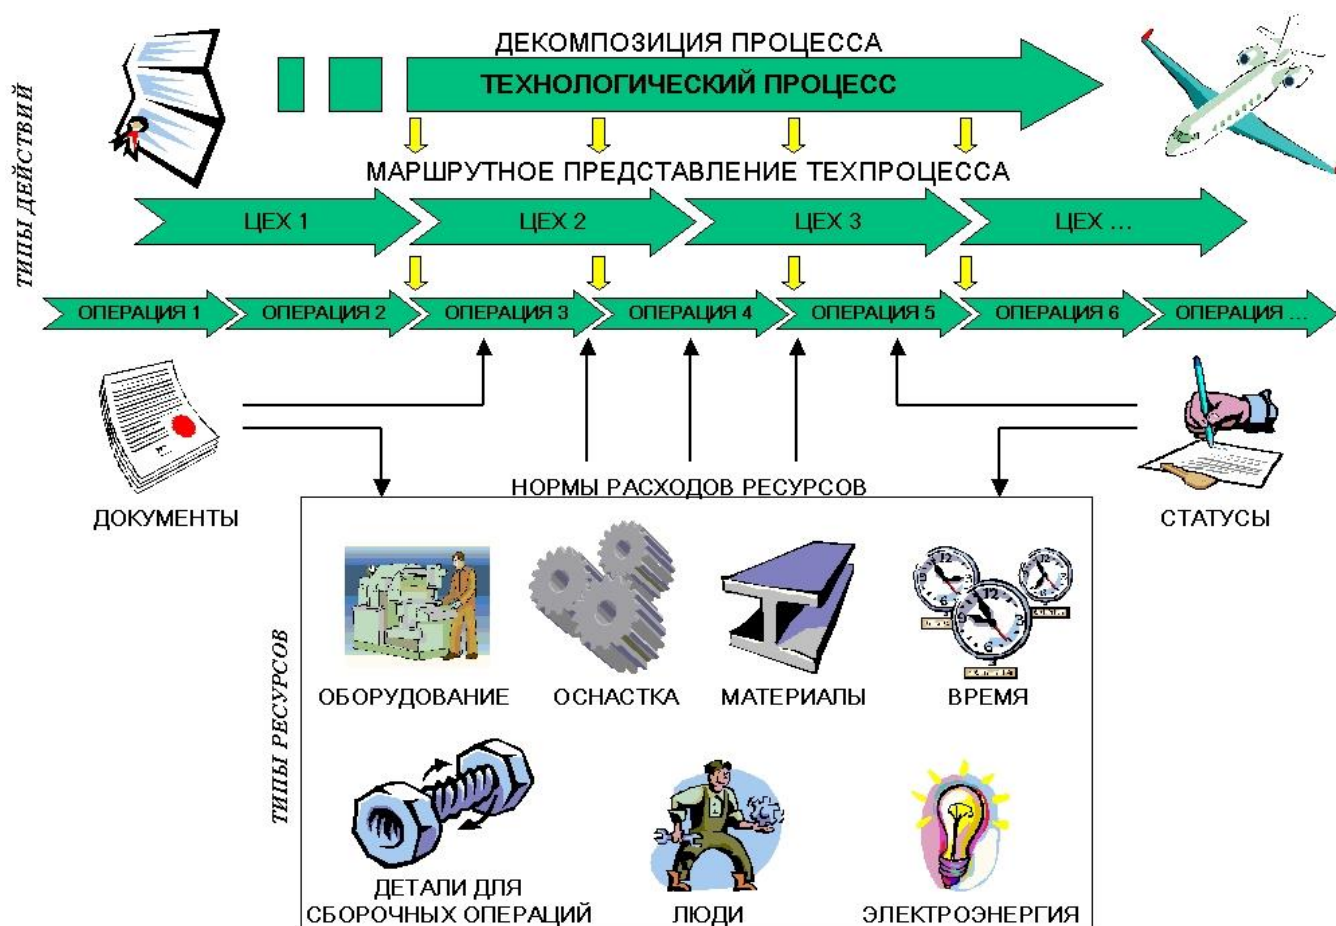 ДЕКОМПОЗИЦИЯ ПРОЦЕССА
ТЕХНОЛОГИЧЕСКИЙ ПРОЦЕСС
ТИПЫ ДЕЙСТВИЙ
МАРШРУТНОЕ ПРЕДСТАВЛЕНИЕ ТЕХПРОЦЕССА
ЦЕХ 1
ЦЕХ 2
ЦЕХ 3
ЦЕХ ...
ОПЕРАЦИЯ 1
ОПЕРАЦИЯ 2
ОПЕРАЦИЯ 3
ОПЕРАЦИЯ 4
ОПЕРАЦИЯ 5
ОПЕРАЦИЯ 6
ОПЕРАЦИЯ ...
ДОКУМЕНТЫ
СТАТУСЫ
НОРМЫ РАСХОДОВ РЕСУРСОВ
ТИПЫ РЕСУРСОВ
ОБОРУДОВАНИЕ
ОСНАСТКА
МАТЕРИАЛЫ
ВРЕМЯ
ДЕТАЛИ ДЛЯ
СБОРОЧНЫХ ОПЕРАЦИЙ
ЛЮДИ
ЭЛЕКТРОЭНЕРГИЯ